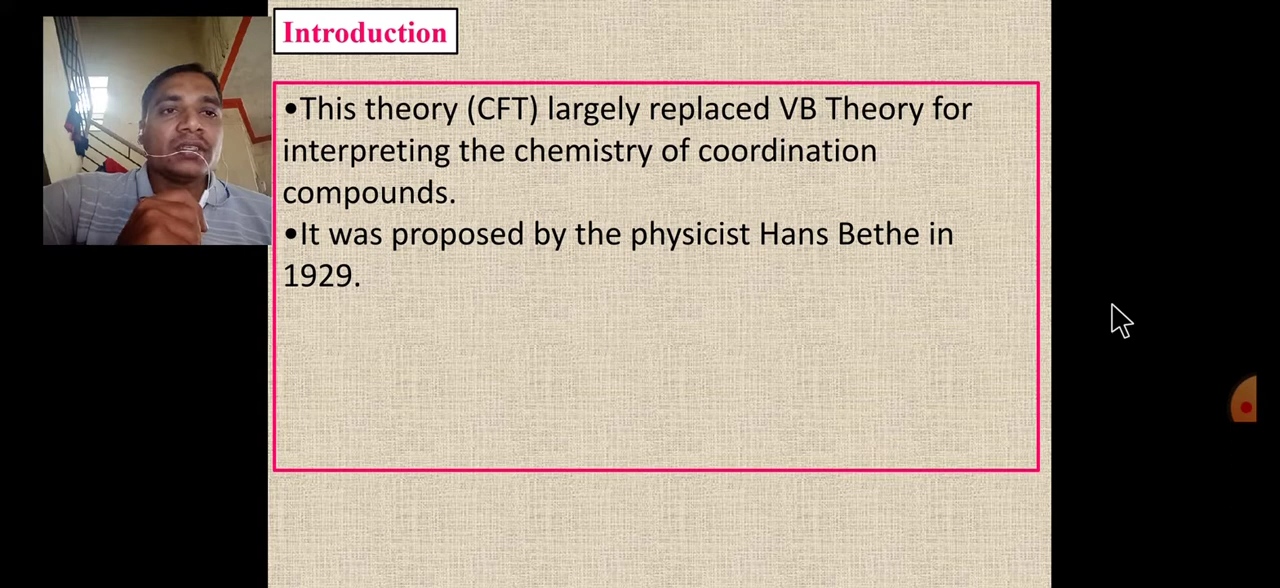 Introduction
•This theory (CFT) largely replaced VB Theory for
interpreting the chemistry of coordination
compounds.
•It was proposed by the physicist Hans Bethe in
1929.